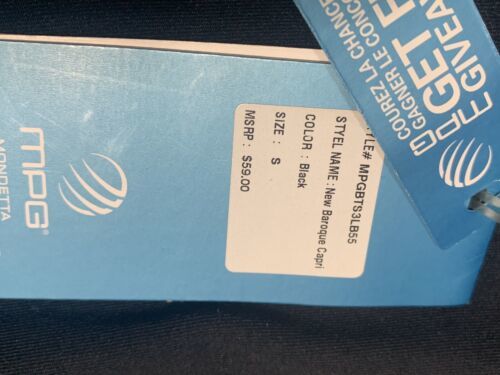 MPG®
MONDETTA
STYLE# MPGBTS3LB55
STYEL NAME : New Baroque Capri
COLOR : Black
SIZE : S
MSRP : $59.00
COUREZ LA CHANCE
GAGNER LE CONCO
GET F
GIVEA